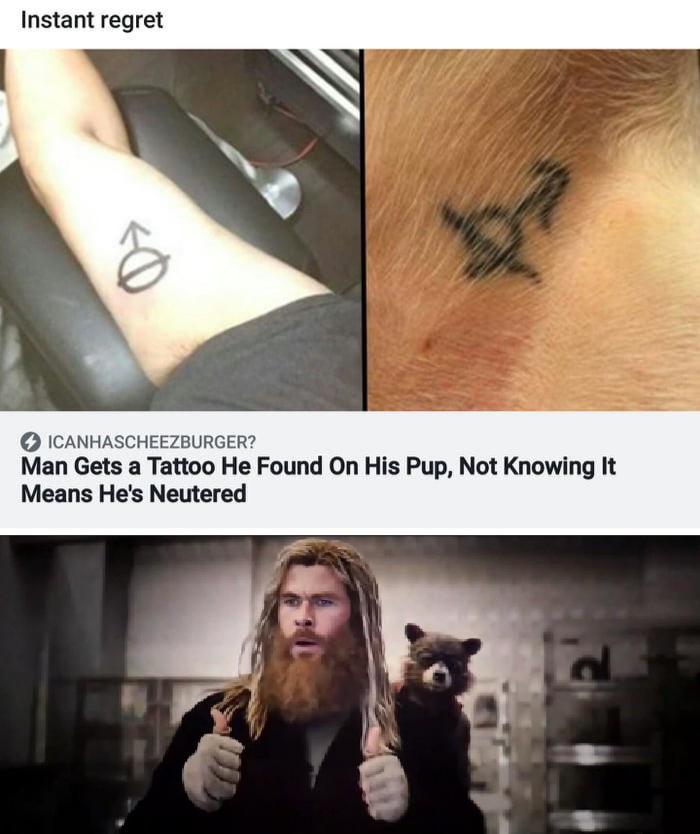 Instant regret
ICANHASCHEEZBURGER?
Man Gets a Tattoo He Found On His Pup, Not Knowing It
Means He's Neutered